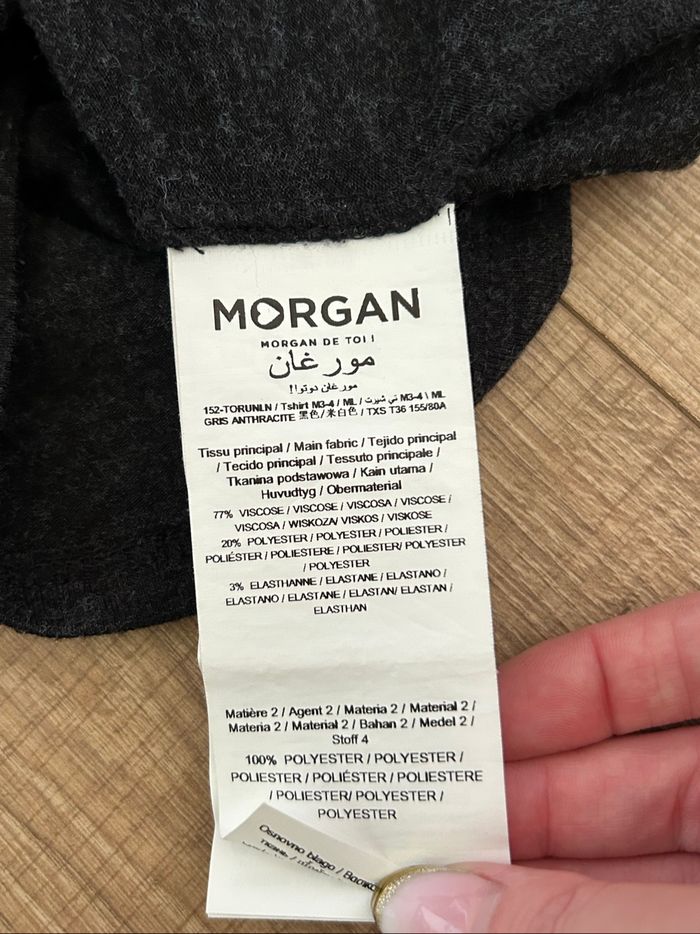 MORGAN
MORGAN DE TOI !
مورغان
مورغان دوتوا!
152-TORUNLN / Tshirt M3-4 / ML / تي شيرت M3-4 \ ML
GRIS ANTHRACITE 黑色/米白色 / TXS T36 155/80A
Tissu principal / Main fabric / Tejido principal
/ Tecido principal / Tessuto principale /
Tkanina podstawowa / Kain utama /
Huvudtyg / Obermaterial
77% VISCOSE / VISCOSE / VISCOSA / VISCOSE /
VISCOSA / WISKOZA/ VISKOS / VISKOSE
20% POLYESTER / POLYESTER / POLIESTER /
POLIÉSTER / POLIESTERE / POLIESTER/ POLYESTER
/ POLYESTER
3% ELASTHANNE / ELASTANE / ELASTANO /
ELASTANO / ELASTANE / ELASTAN/ ELASTAN /
ELASTHAN
Matière 2 / Agent 2 / Materia 2 / Material 2 /
Materia 2 / Material 2 / Bahan 2 / Medel 2 /
Stoff 4
100% POLYESTER / POLYESTER /
POLIESTER / POLIÉSTER / POLIESTERE
/ POLIESTER/ POLYESTER /
POLYESTER
Osnovno blago /